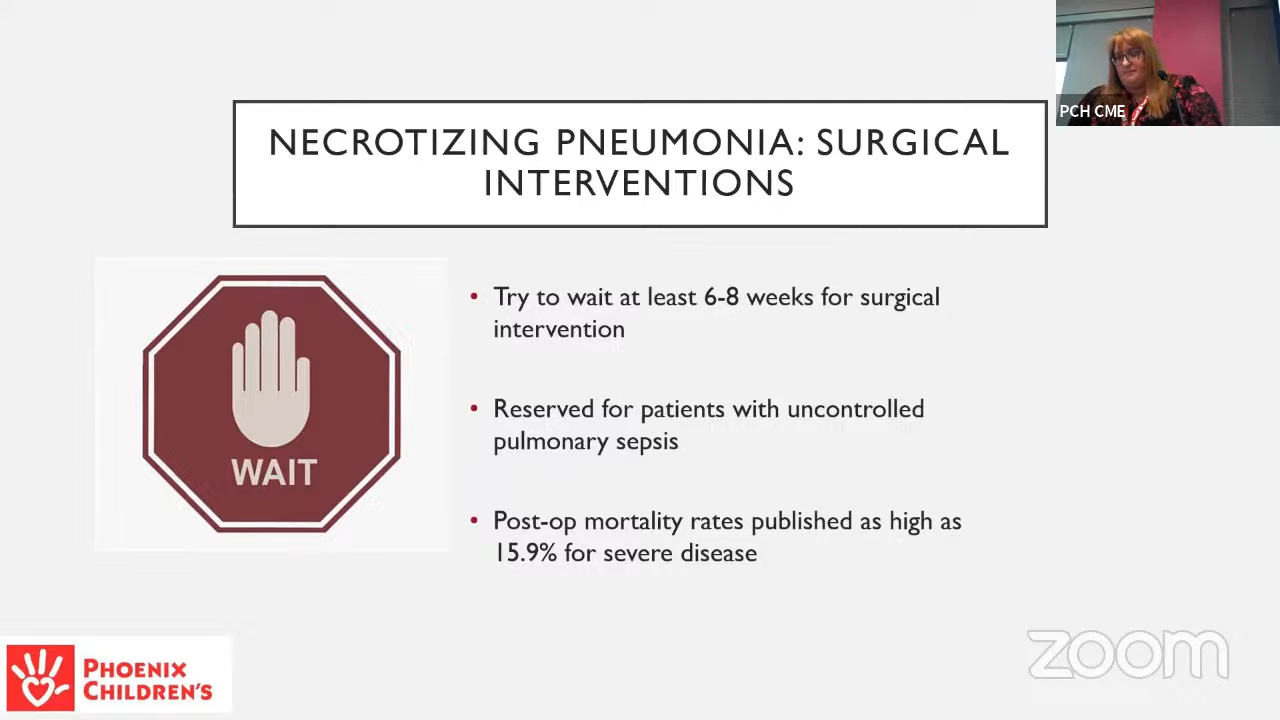 PCH CME
NECROTIZING PNEUMONIA: SURGICAL
INTERVENTIONS
WAIT
• Try to wait at least 6-8 weeks for surgical
intervention
• Reserved for patients with uncontrolled
pulmonary sepsis
• Post-op mortality rates published as high as
15.9% for severe disease
PHOENIX
CHILDREN'S
zoom